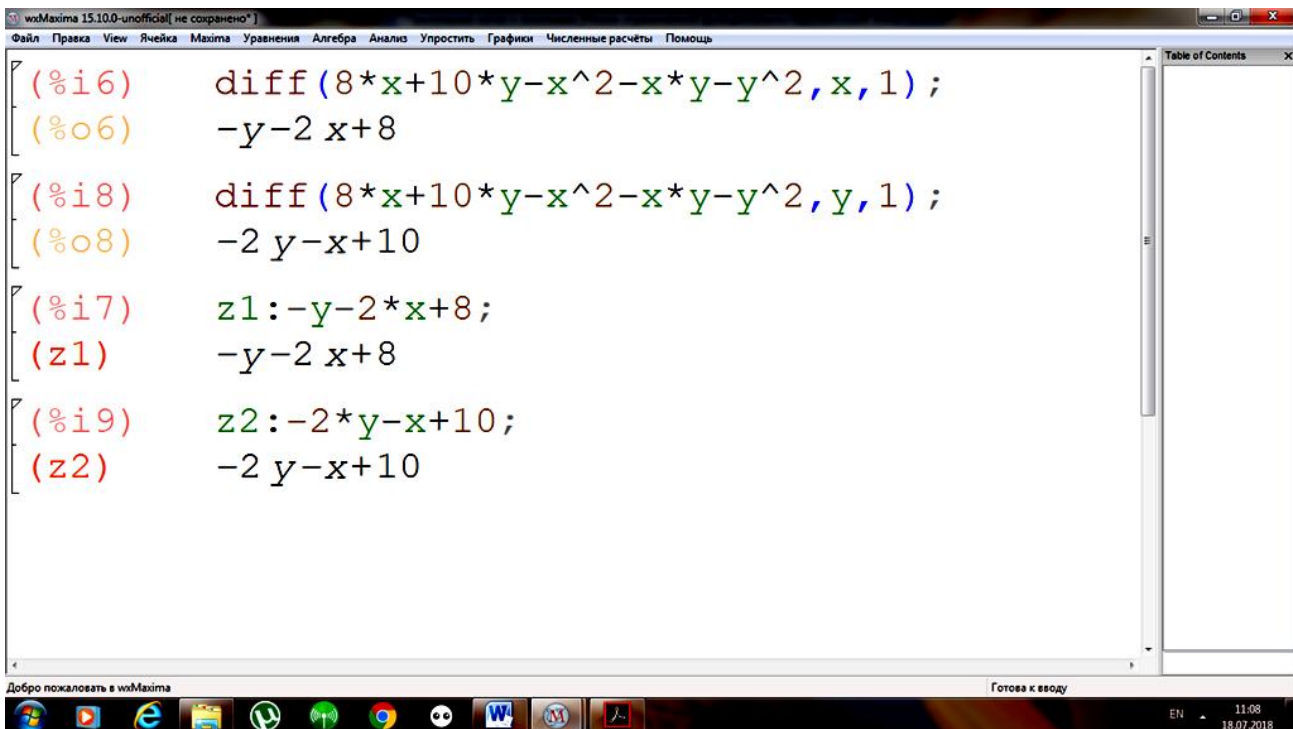 wxMaxima 15.10.0-unofficial[ не сохранено* ]
Файл Правка View Ячейка Maxima Уравнения Алгебра Анализ Упростить Графики Численные расчёты Помощь
Table of Contents
(%i6) diff(8*x+10*y-x^2-x*y-y^2,x,1);
(%o6) -y-2 x+8
(%i8) diff(8*x+10*y-x^2-x*y-y^2,y,1);
(%o8) -2 y-x+10
(%i7) z1:-y-2*x+8;
(z1) -y-2 x+8
(%i9) z2:-2*y-x+10;
(z2) -2 y-x+10
Добро пожаловать в wxMaxima Готова к вводу
EN 11:08
18.07.2018